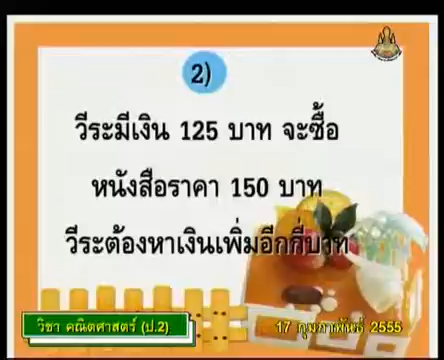 2)
วีระมีเงิน 125 บาท จะซื้อ
หนังสือราคา 150 บาท
วีระต้องหาเงินเพิ่มอีกกี่บาท
วิชา คณิตศาสตร์ (ป.2)
17 กุมภาพันธ์ 2555